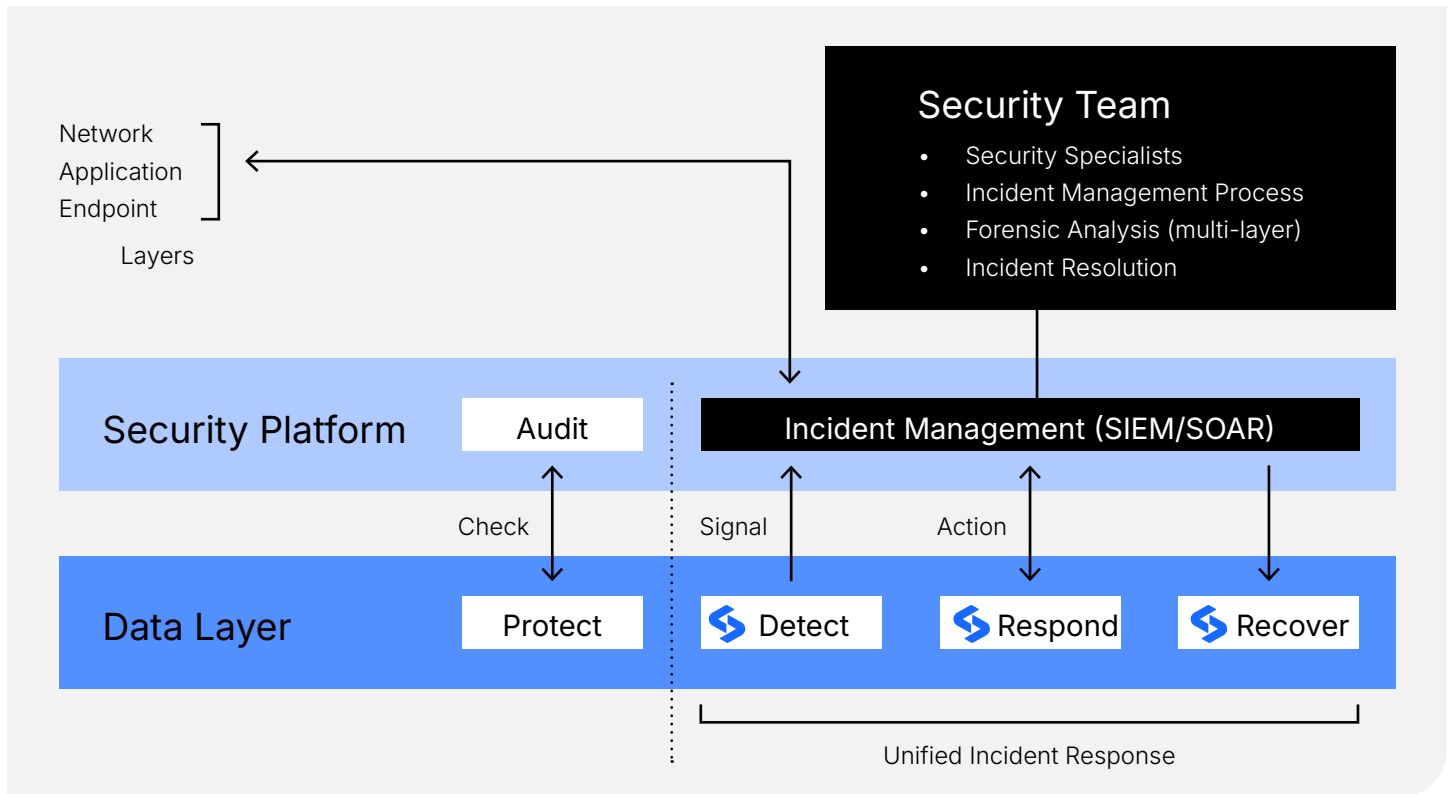 Network
Application
Endpoint
Layers
Security Team
• Security Specialists
• Incident Management Process
• Forensic Analysis (multi-layer)
• Incident Resolution
Security Platform
Audit
Incident Management (SIEM/SOAR)
Check
Signal
Action
Data Layer
Protect
Detect
Respond
Recover
Unified Incident Response